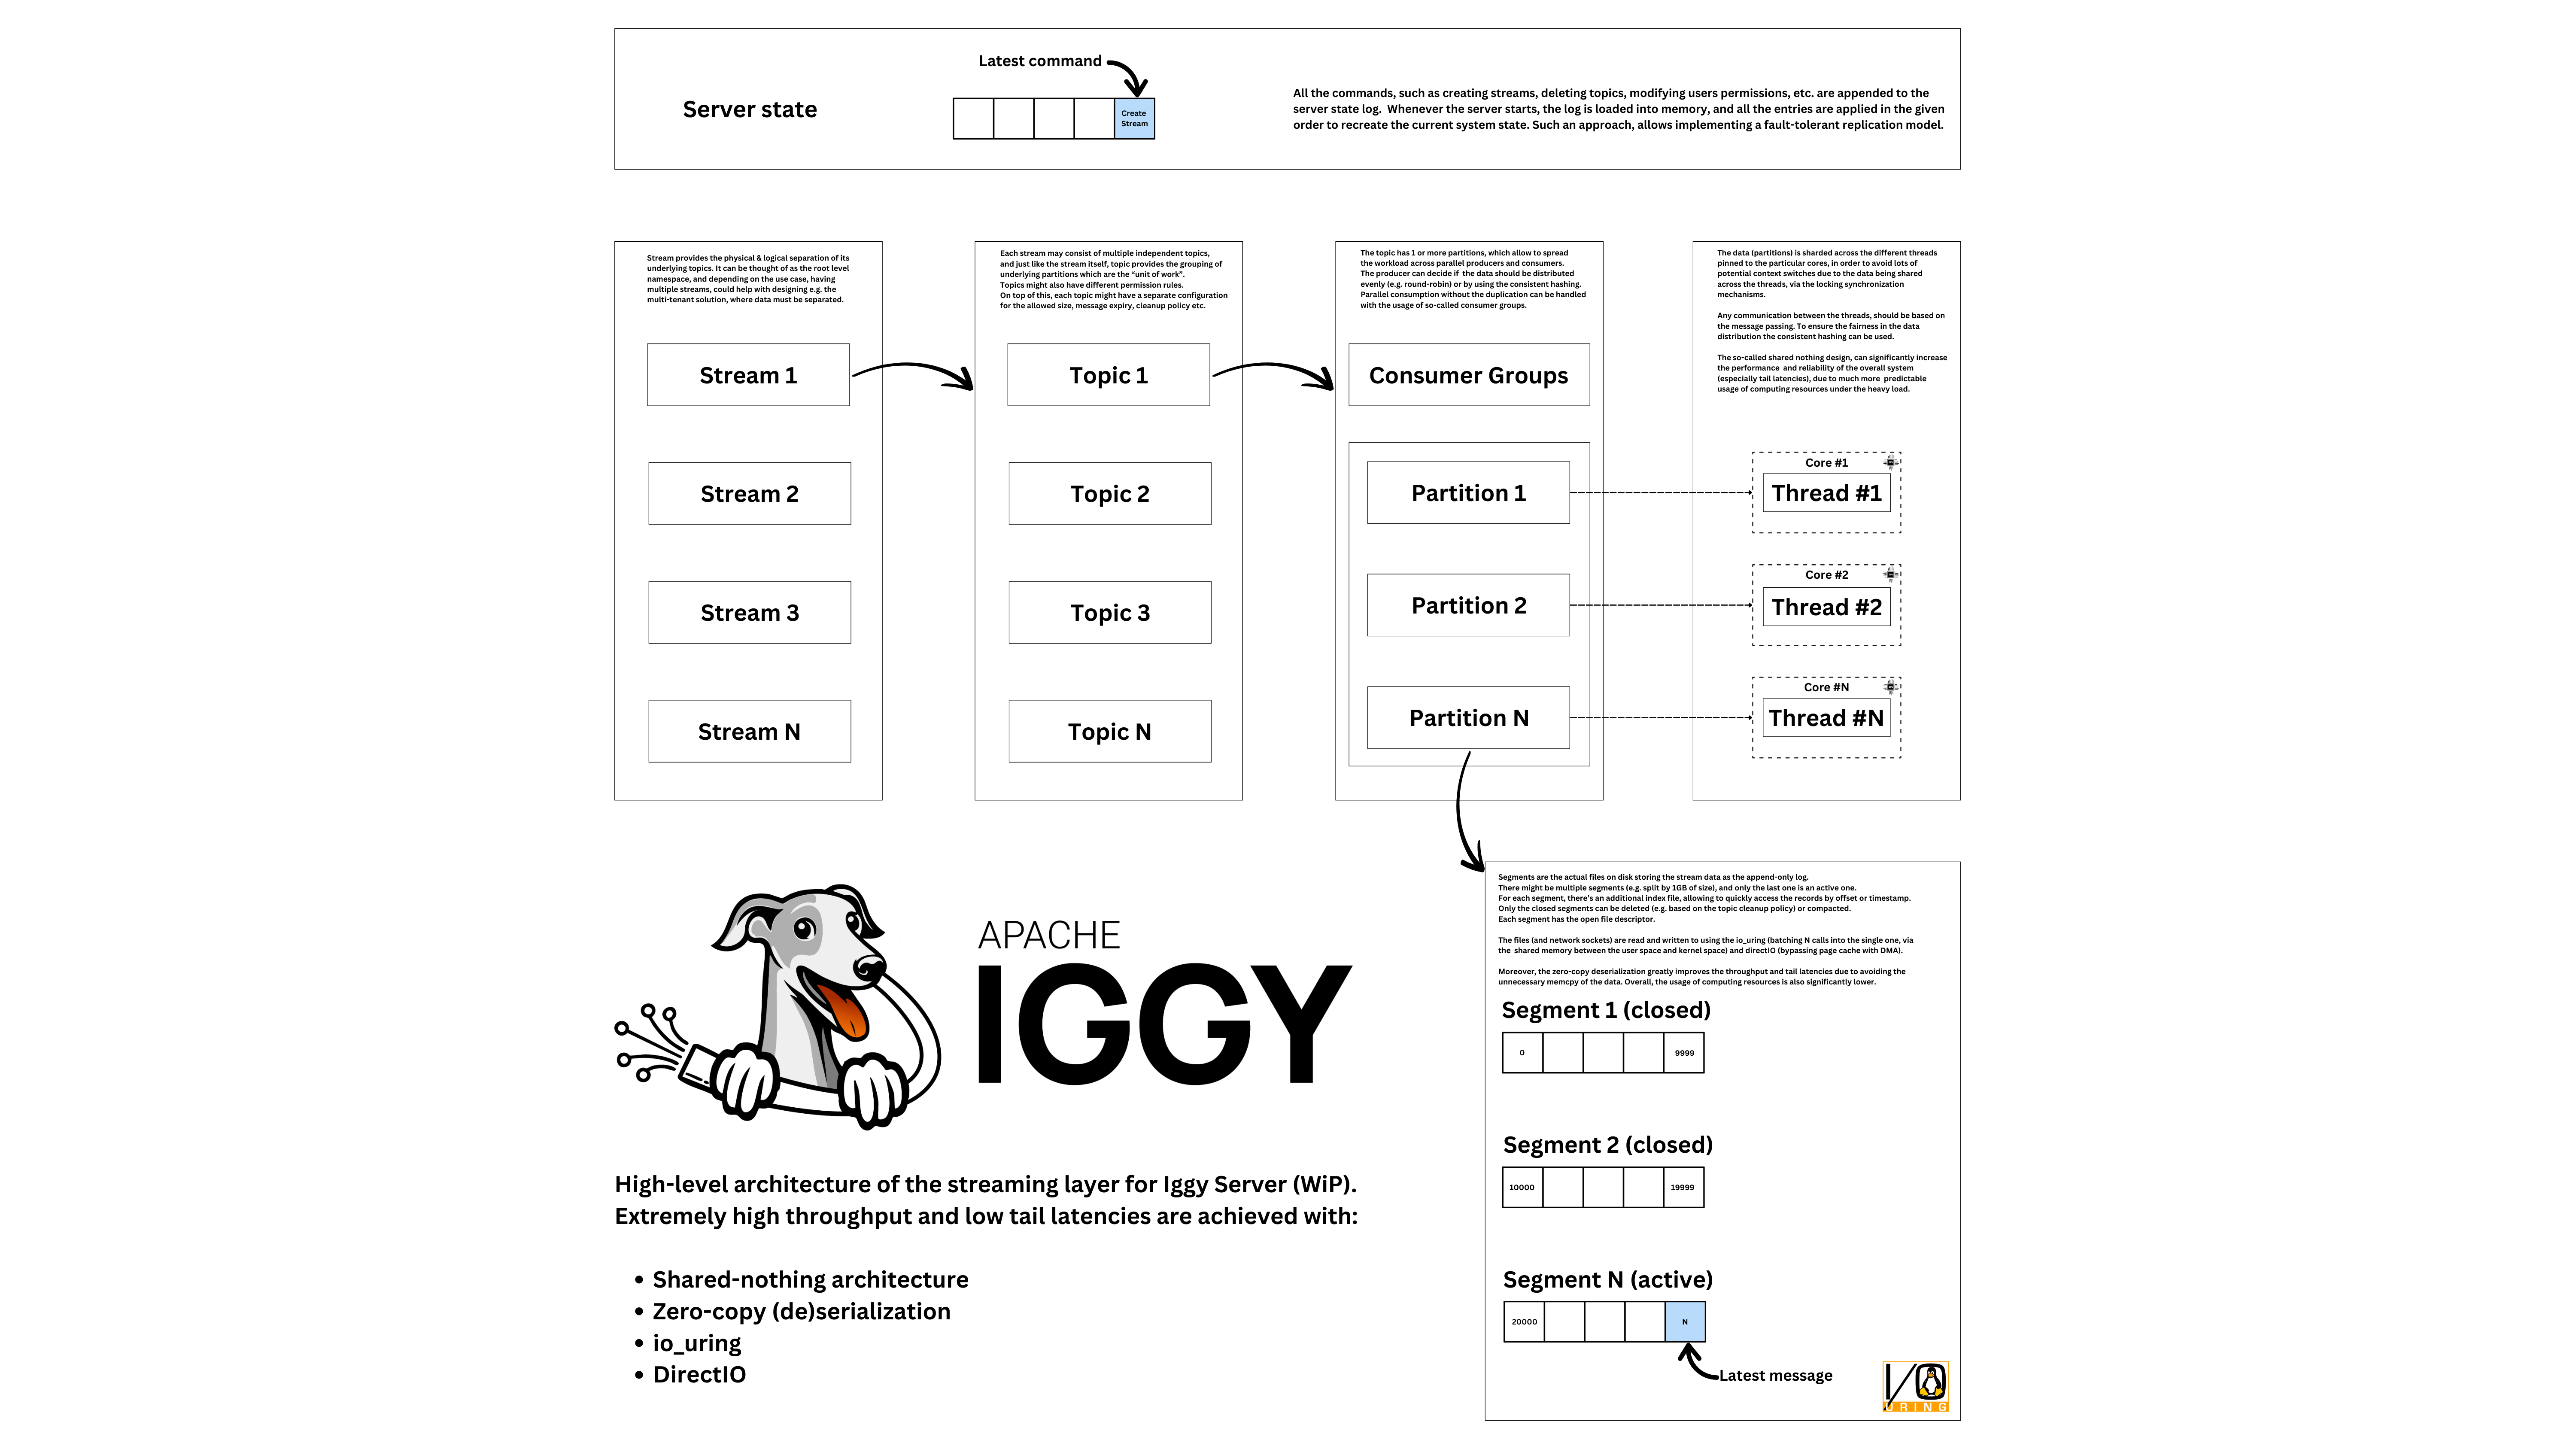 Latest command
Server state
Create
Stream
All the commands, such as creating streams, deleting topics, modifying users permissions, etc. are appended to the
server state log.  Whenever the server starts, the log is loaded into memory, and all the entries are applied in the given
order to recreate the current system state. Such an approach, allows implementing a fault-tolerant replication model.
Stream provides the physical & logical separation of its
underlying topics. It can be thought of as the root level
namespace, and depending on the use case, having
multiple streams, could help with designing e.g. the
multi-tenant solution, where data must be separated.
Stream 1
Stream 2
Stream 3
Stream N
Each stream may consist of multiple independent topics,
and just like the stream itself, topic provides the grouping of
underlying partitions which are the “unit of work”.
Topics might also have different permission rules.
On top of this, each topic might have a separate configuration
for the allowed size, message expiry, cleanup policy etc.
Topic 1
Topic 2
Topic 3
Topic N
The topic has 1 or more partitions, which allow to spread
the workload across parallel producers and consumers.
The producer can decide if  the data should be distributed
evenly (e.g. round-robin) or by using the consistent hashing.
Parallel consumption without the duplication can be handled
with the usage of so-called consumer groups.
Consumer Groups
Partition 1
Partition 2
Partition N
The data (partitions) is sharded across the different threads
pinned to the particular cores, in order to avoid lots of
potential context switches due to the data being shared
across the threads, via the locking synchronization
mechanisms.
Any communication between the threads, should be based on
the message passing. To ensure the fairness in the data
distribution the consistent hashing can be used.
The so-called shared nothing design, can significantly increase
the performance  and reliability of the overall system
(especially tail latencies), due to much more  predictable
usage of computing resources under the heavy load.
Core #1
Thread #1
Core #2
Thread #2
Core #N
Thread #N
APACHE
IGGY
High-level architecture of the streaming layer for Iggy Server (WiP).
Extremely high throughput and low tail latencies are achieved with:
• Shared-nothing architecture
• Zero-copy (de)serialization
• io_uring
• DirectIO
Segments are the actual files on disk storing the stream data as the append-only log.
There might be multiple segments (e.g. split by 1GB of size), and only the last one is an active one.
For each segment, there's an additional index file, allowing to quickly access the records by offset or timestamp.
Only the closed segments can be deleted (e.g. based on the topic cleanup policy) or compacted.
Each segment has the open file descriptor.
The files (and network sockets) are read and written to using the io_uring (batching N calls into the single one, via
the  shared memory between the user space and kernel space) and directIO (bypassing page cache with DMA).
Moreover, the zero-copy deserialization greatly improves the throughput and tail latencies due to avoiding the
unnecessary memcpy of the data. Overall, the usage of computing resources is also significantly lower.
Segment 1 (closed)
0 9999
Segment 2 (closed)
10000 19999
Segment N (active)
20000 N
Latest message
I/O
URING